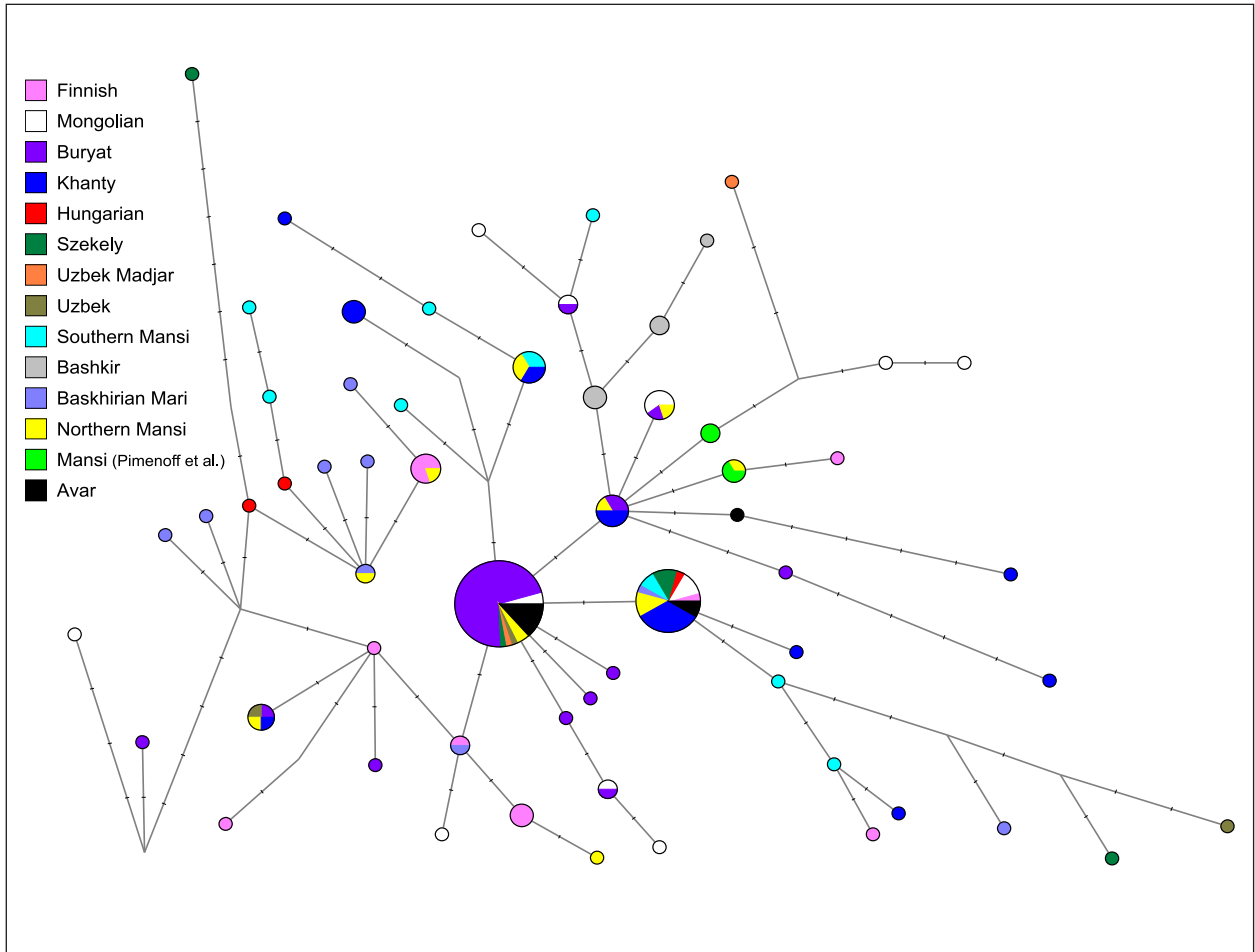 Finnish
Mongolian
Buryat
Khanty
Hungarian
Szekely
Uzbek Madjar
Uzbek
Southern Mansi
Bashkir
Baskhirian Mari
Northern Mansi
Mansi (Pimenoff et al.)
Avar